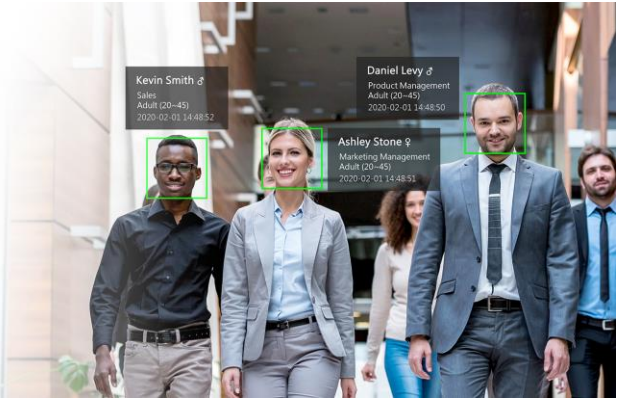 Kevin Smith ♂
Sales
Adult (20~45)
2020-02-01 14:48:52
Daniel Levy ♂
Product Management
Adult (20~45)
2020-02-01 14:48:50
Ashley Stone ♀
Marketing Management
Adult (20~45)
2020-02-01 14:48:51